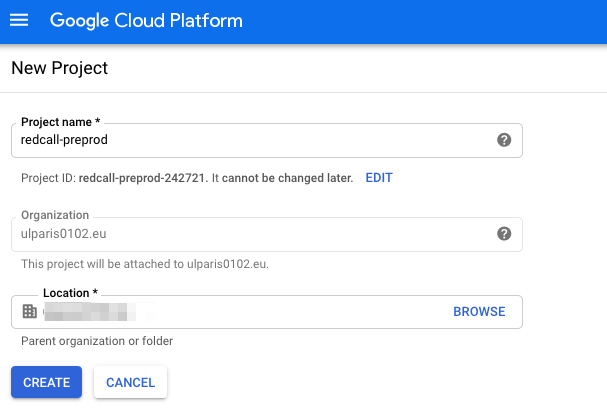 Google Cloud Platform
New Project
Project name *
redcall-preprod
Project ID: redcall-preprod-242721. It cannot be changed later. EDIT
Organization
ulparis0102.eu
This project will be attached to ulparis0102.eu.
Location *
BROWSE
Parent organization or folder
CREATE CANCEL